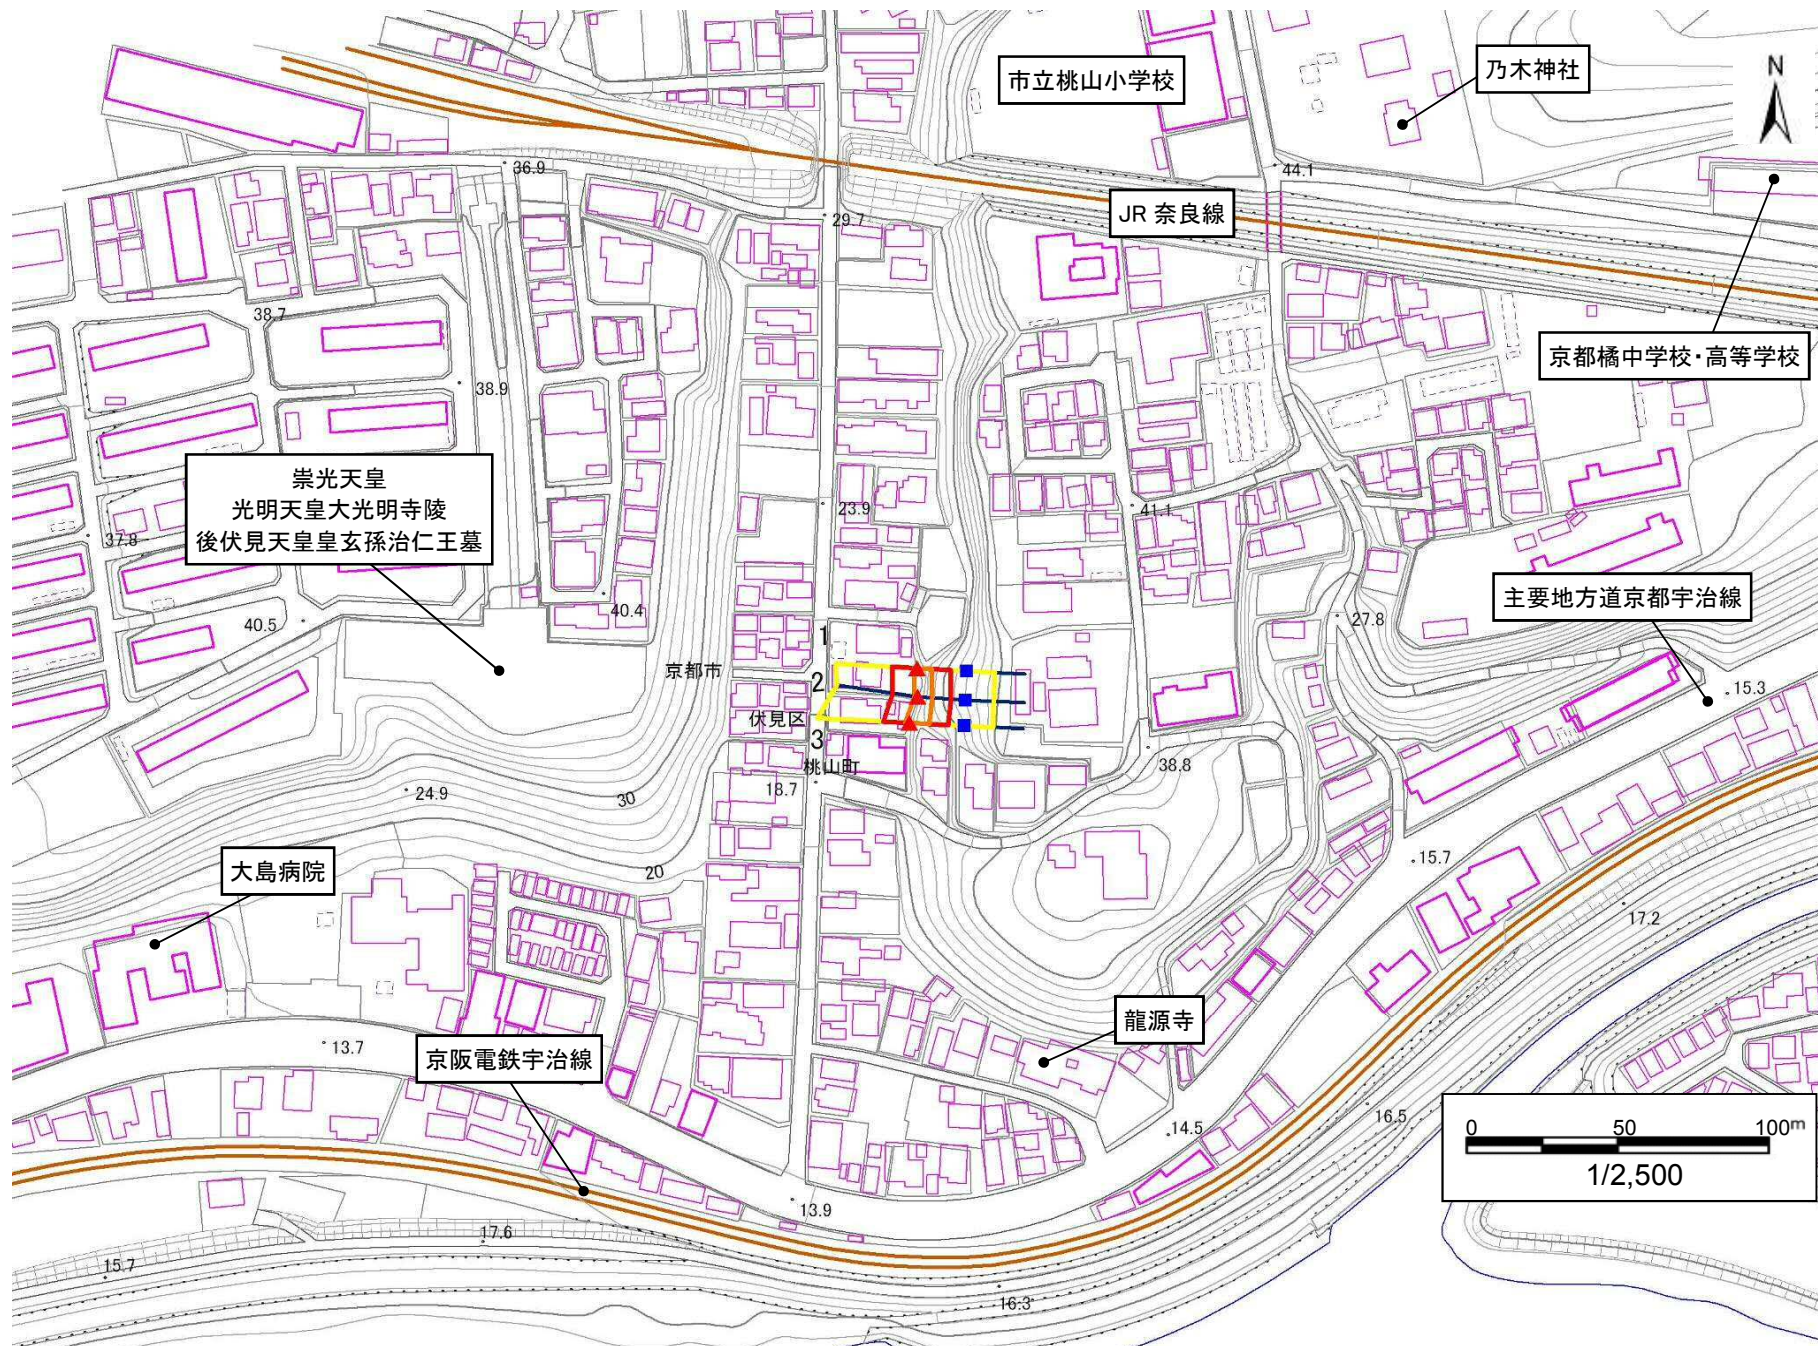 市立桃山小学校
乃木神社
N
36.9
44.1
JR 奈良線
29.7
38.7
京都橘中学校・高等学校
38.9
崇光天皇
光明天皇大光明寺陵
後伏見天皇皇玄孫治仁王墓
23.9
41.1
37.8
主要地方道京都宇治線
40.4
40.5
27.8
1
京都市
2
15.3
伏見区
3
桃山町
38.8
18.7
24.9
30
大島病院
20
15.7
17.2
龍源寺
13.7
京阪電鉄宇治線
16.5
14.5
0 50 100m
1/2,500
13.9
17.6
15.7
16.3